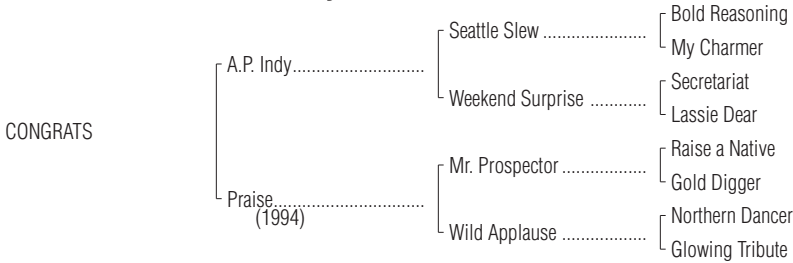 Bold Reasoning
Seattle Slew ......................
My Charmer
A.P. Indy............................
Secretariat
Weekend Surprise ............
Lassie Dear
CONGRATS
Raise a Native
Mr. Prospector ..................
Gold Digger
Praise................................
(1994)
Northern Dancer
Wild Applause ..................
Glowing Tribute